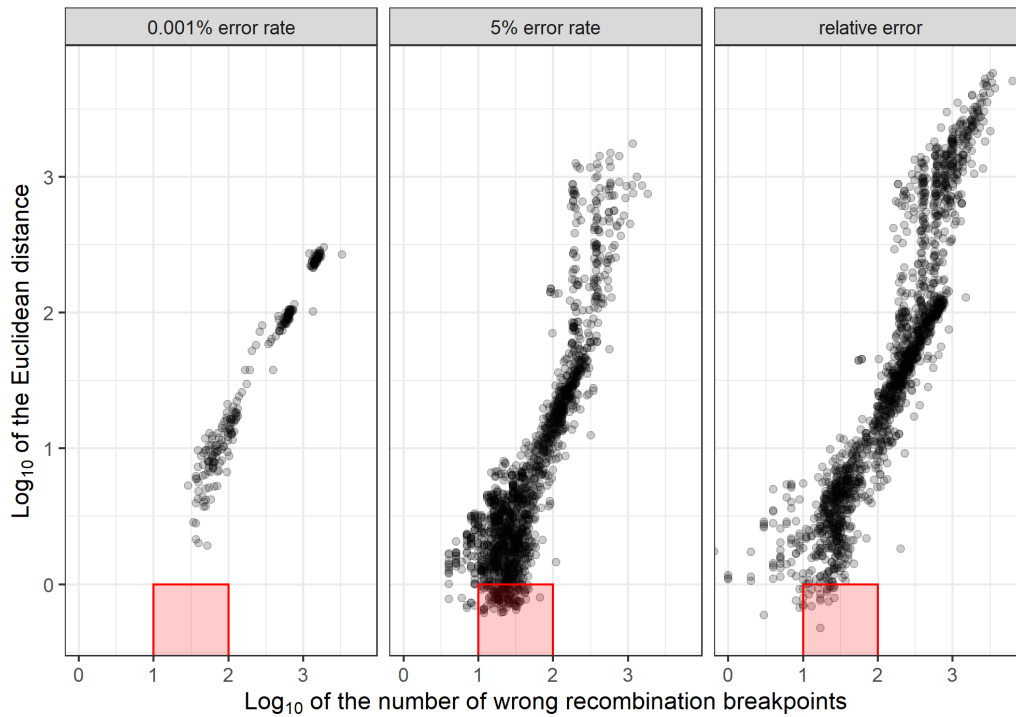 0.001% error rate 5% error rate relative error
3
2
1
0
0 1 2 3 0 1 2 3 0 1 2 3
Log10 of the Euclidean distance
Log10 of the number of wrong recombination breakpoints